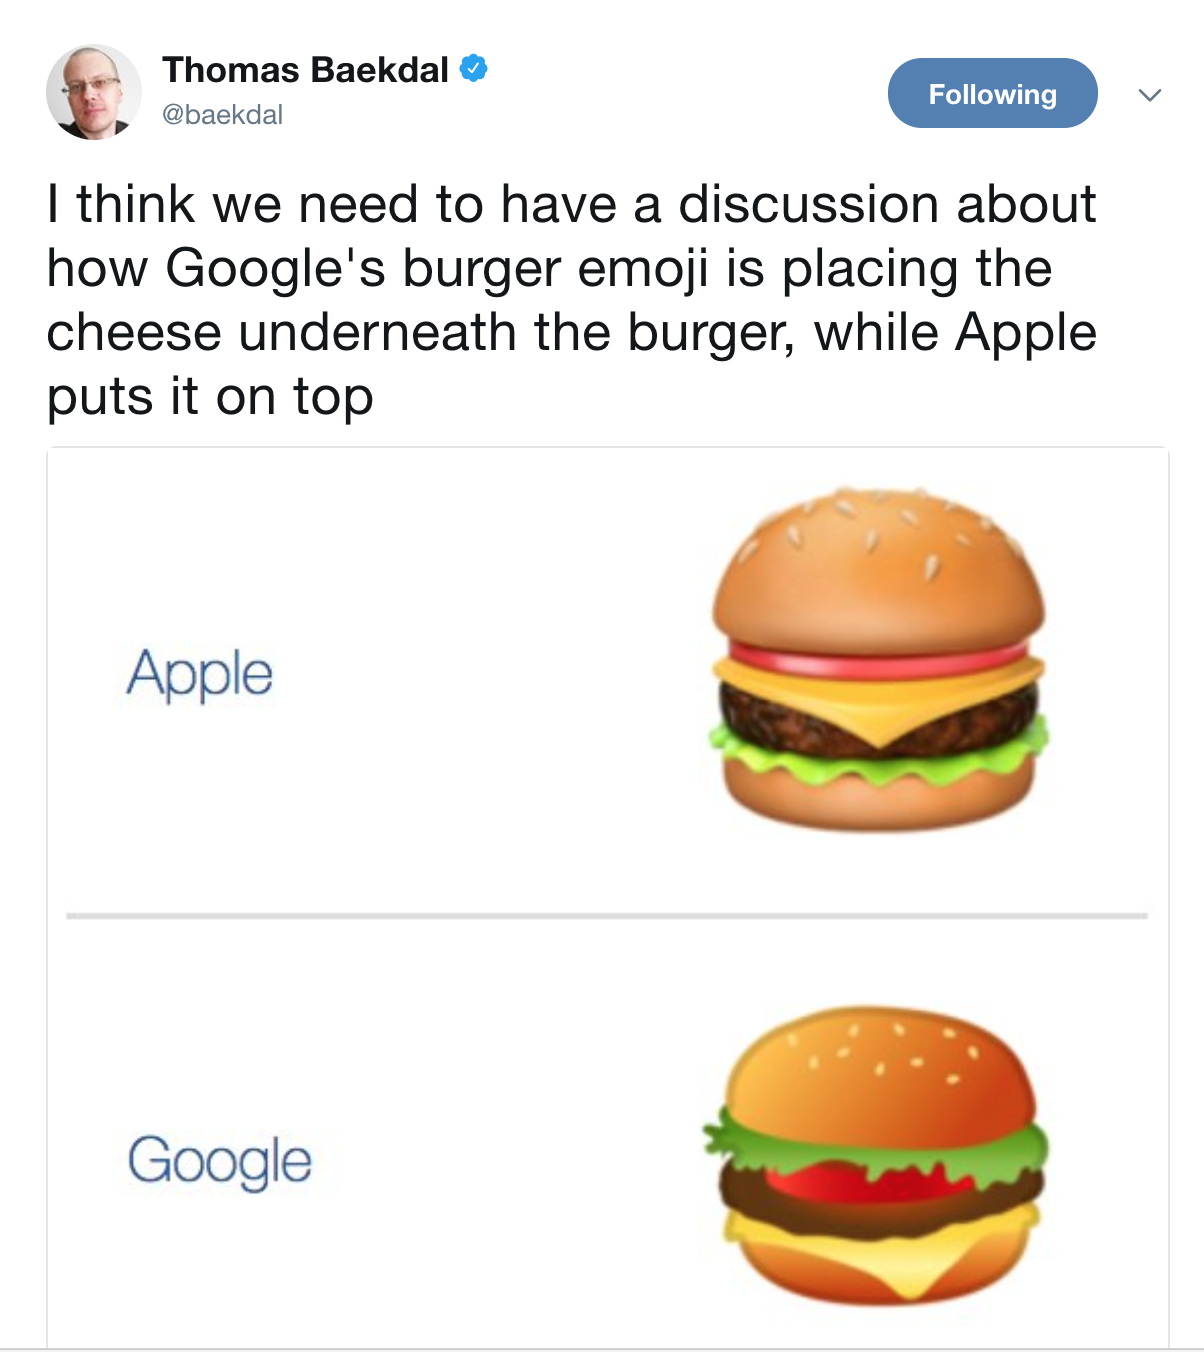 Thomas Baekdal
@baekdal
Following
I think we need to have a discussion about
how Google's burger emoji is placing the
cheese underneath the burger, while Apple
puts it on top
Apple
Google